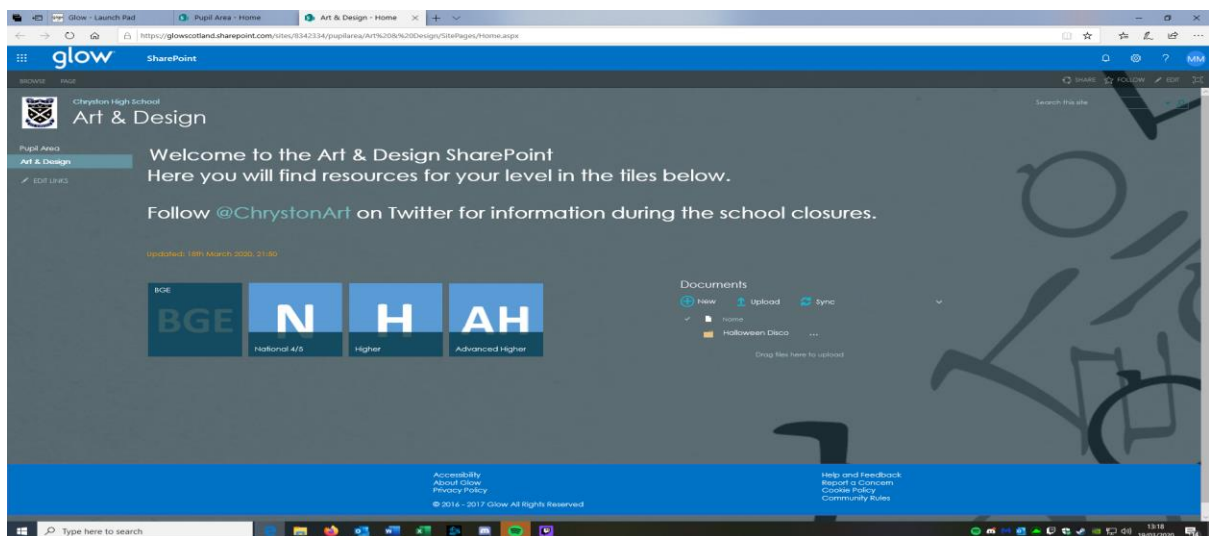 Glow - Launch Pad
Pupil Area - Home
Art & Design - Home
https://glowscotland.sharepoint.com/sites/8342334/pupilarea/Art%20&%20Design/SitePages/Home.aspx
glow
SharePoint
MM
BROWSE PAGE
SHARE FOLLOW EDIT
Chryston High School
Art & Design
Search this site
Pupil Area
Art & Design
EDIT LINKS
Welcome to the Art & Design SharePoint
Here you will find resources for your level in the tiles below.
Follow @ChrystonArt on Twitter for information during the school closures.
Updated: 18th March 2020, 21:50
BGE
BGE
N
National 4/5
H
Higher
AH
Advanced Higher
Documents
New Upload Sync
Name
Halloween Disco ...
Drag files here to upload
Accessibility
About Glow
Privacy Policy
© 2016 - 2017 Glow All Rights Reserved
Help and Feedback
Report a Concern
Cookie Policy
Community Rules
Type here to search
13:18
19/03/2020